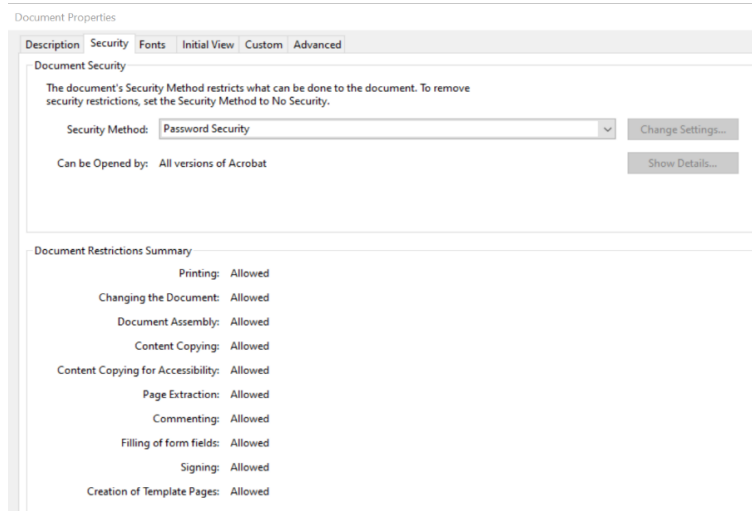 Document Properties
Description Security Fonts Initial View Custom Advanced
Document Security
The document's Security Method restricts what can be done to the document. To remove
security restrictions, set the Security Method to No Security.
Security Method: Password Security Change Settings...
Can be Opened by: All versions of Acrobat Show Details...
Document Restrictions Summary
Printing: Allowed
Changing the Document: Allowed
Document Assembly: Allowed
Content Copying: Allowed
Content Copying for Accessibility: Allowed
Page Extraction: Allowed
Commenting: Allowed
Filling of form fields: Allowed
Signing: Allowed
Creation of Template Pages: Allowed